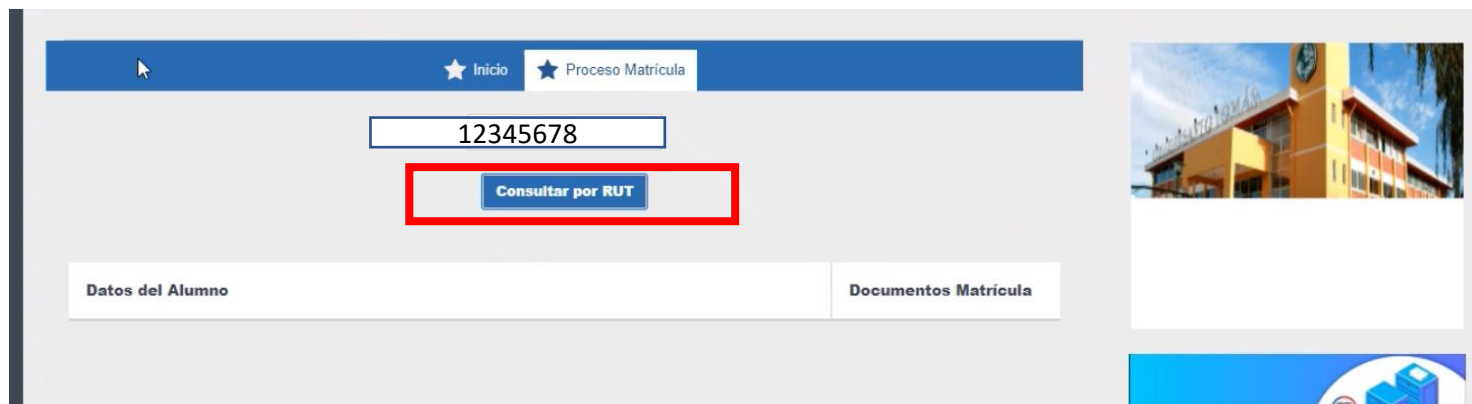 Inicio
Proceso Matrícula
12345678
Consultar por RUT
Datos del Alumno
Documentos Matrícula